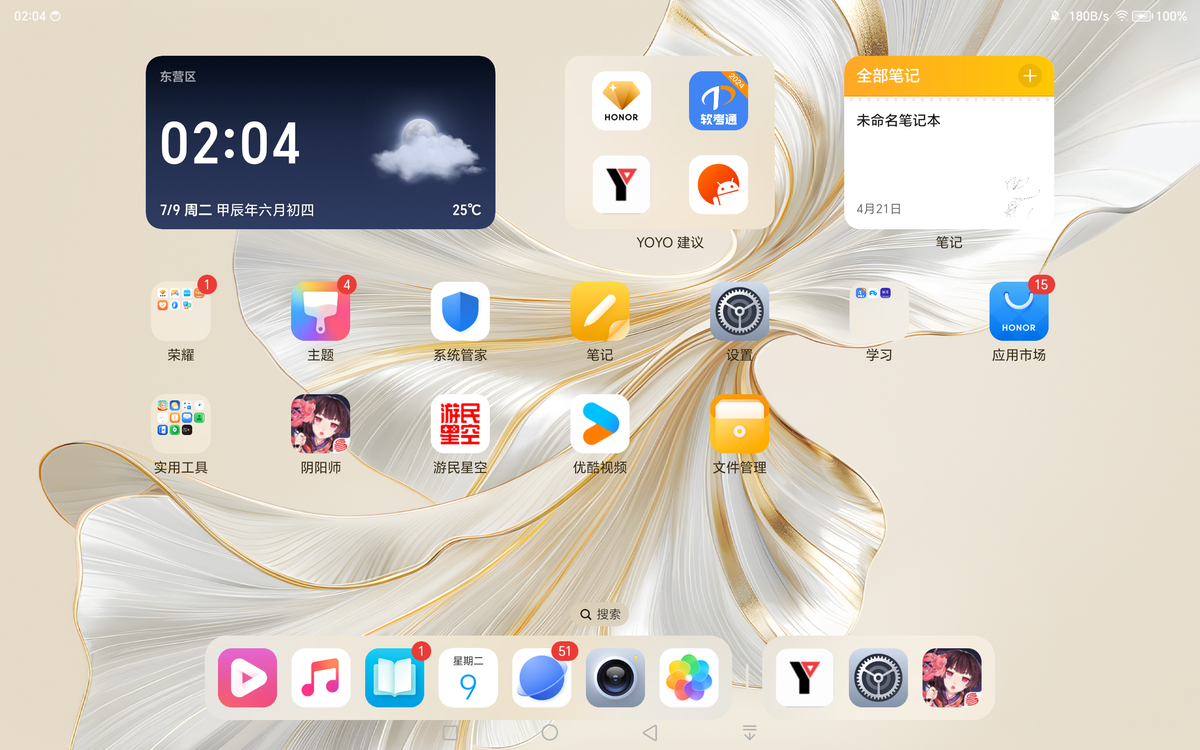 02:04
180B/s
100%
东营区
02:04
7/9 周二 甲辰年六月初四
25℃
HONOR
2024
软考通
YOYO 建议
全部笔记
未命名笔记本
4月21日
笔记
1
4
15
HONOR
荣耀
主题
系统管家
笔记
设置
学习
应用市场
游民
星空
实用工具
阴阳师
游民星空
优酷视频
文件管理
搜索
1
星期二
9
51